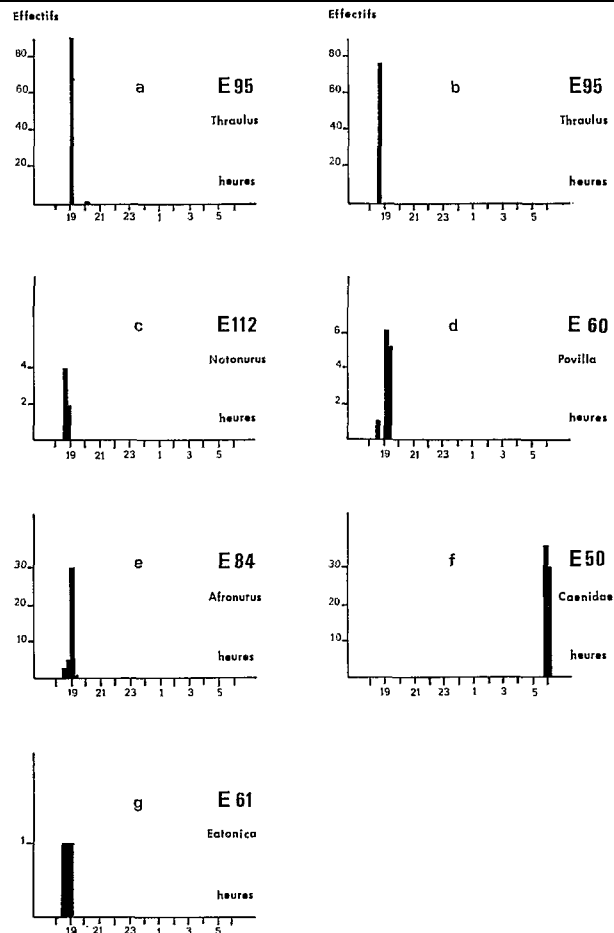 Effectifs
80
60
40
20
a
E95
Thraulus
heures
19 21 23 1 3 5
Effectifs
80
60
40
20
b
E95
Thraulus
heures
19 21 23 1 3 5
4
2
c
E112
Notonurus
heures
19 21 23 1 3 5
6
4
2
d
E 60
Povilla
heures
19 21 23 1 3 5
30
20
10
e
E 84
Afronurus
heures
19 21 23 1 3 5
30
20
10
f
E50
Caenidae
heures
19 21 23 1 3 5
1
g
E 61
Eatonica
heures
19 21 23 1 3 5